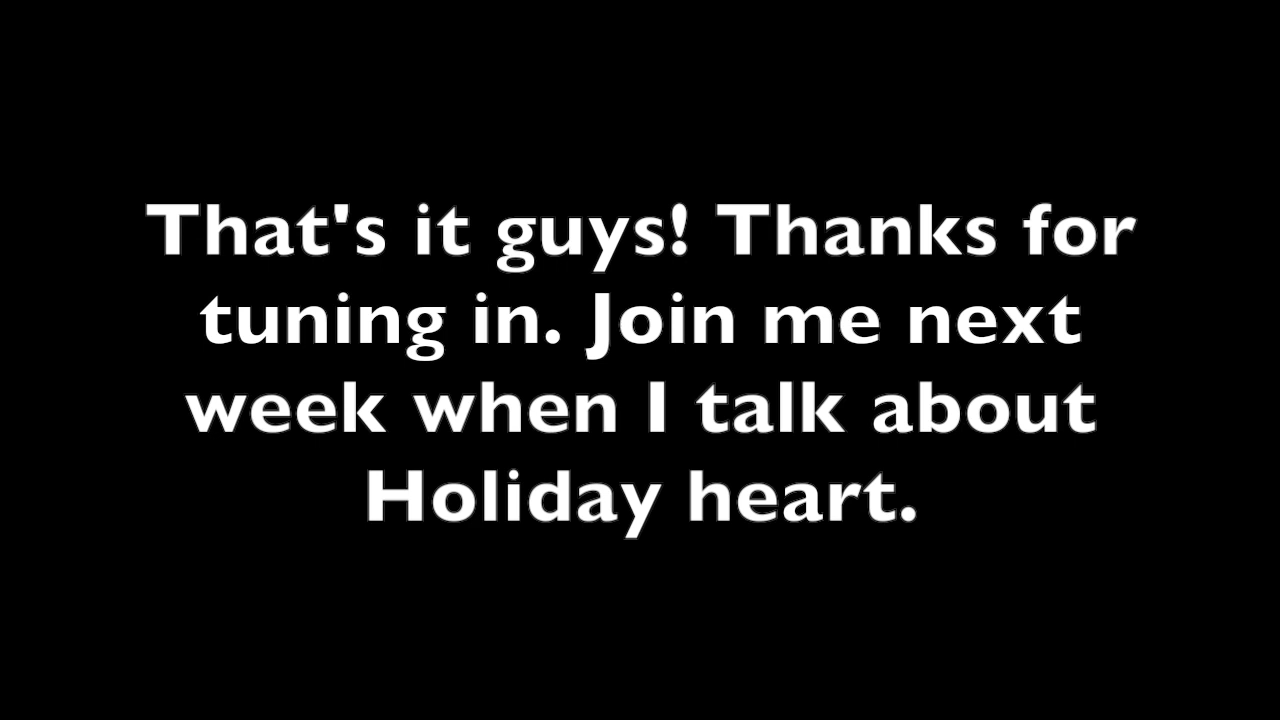 That's it guys! Thanks for
tuning in. Join me next
week when I talk about
Holiday heart.